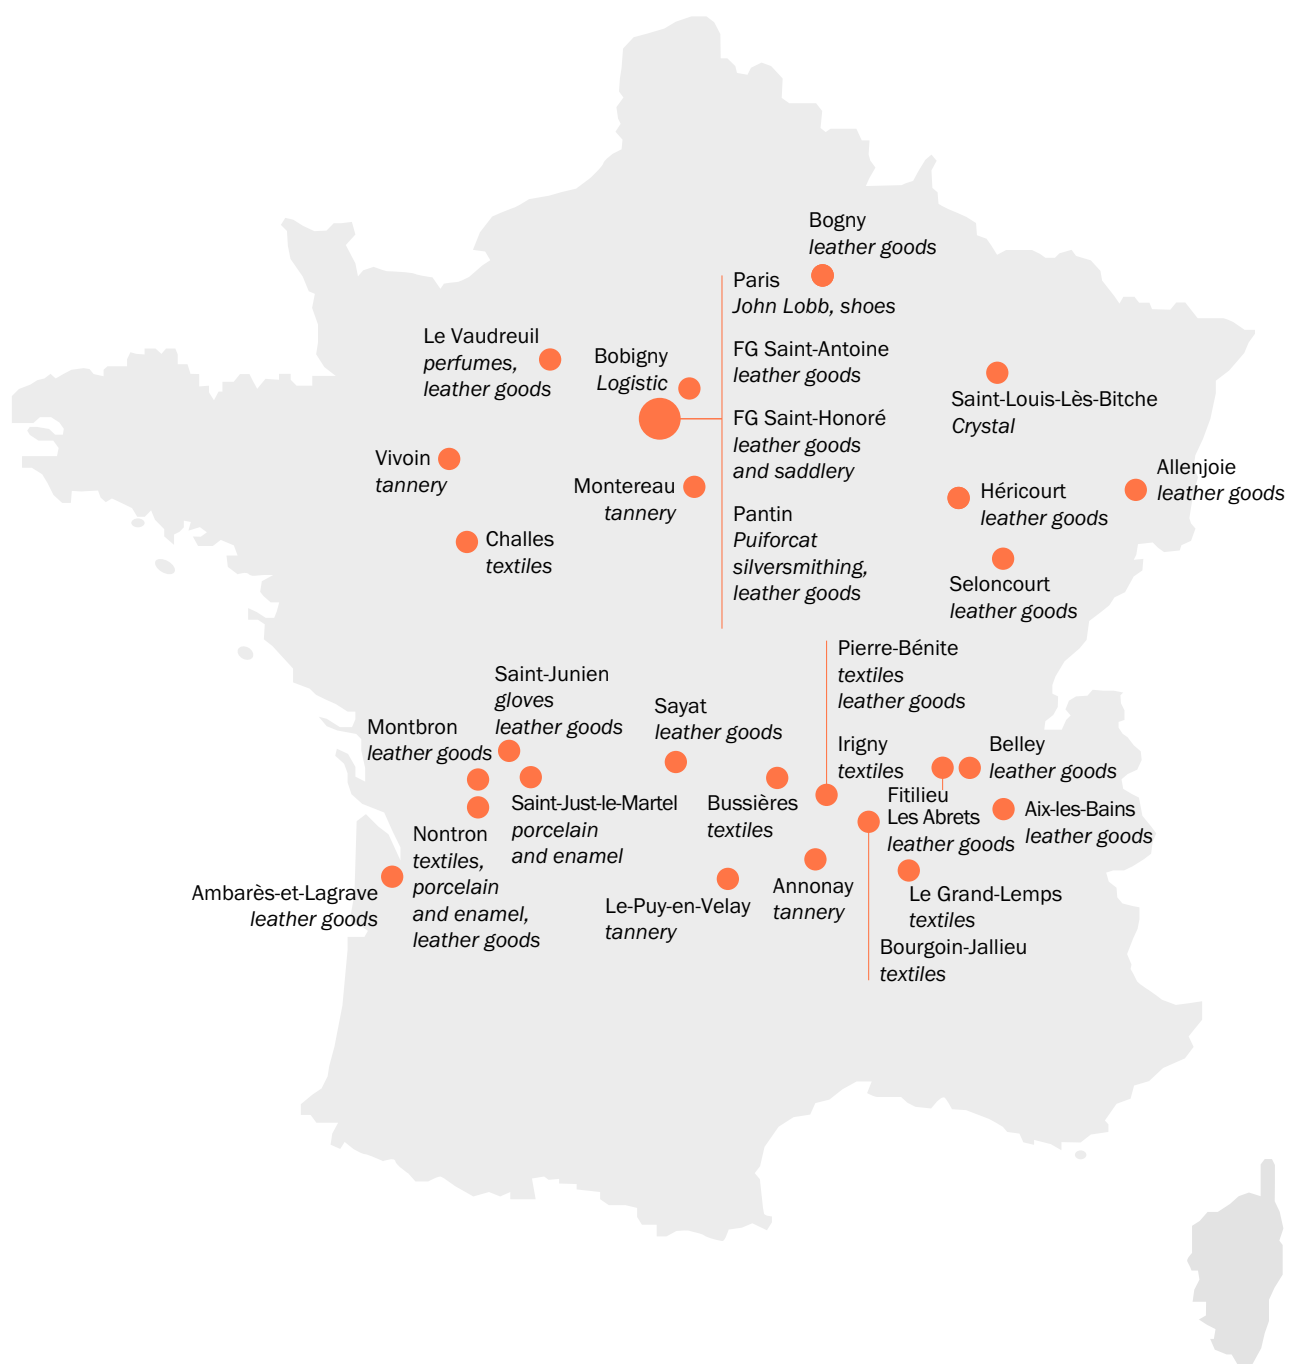 Bogny
leather goods
Paris
John Lobb, shoes
FG Saint-Antoine
leather goods
FG Saint-Honoré
leather goods
and saddlery
Pantin
Puiforcat
silversmithing,
leather goods
Le Vaudreuil
perfumes,
leather goods
Bobigny
Logistic
Saint-Louis-Lès-Bitche
Crystal
Vivoin
tannery
Montereau
tannery
Héricourt
leather goods
Allenjoie
leather goods
Challes
textiles
Seloncourt
leather goods
Pierre-Bénite
textiles
leather goods
Irigny
textiles
Saint-Junien
gloves
leather goods
Montbron
leather goods
Sayat
leather goods
Belley
leather goods
Saint-Just-le-Martel
porcelain
and enamel
Bussières
textiles
Fitilieu
Les Abrets
leather goods
Aix-les-Bains
leather goods
Nontron
textiles,
porcelain
and enamel,
leather goods
Ambarès-et-Lagrave
leather goods
Le-Puy-en-Velay
tannery
Annonay
tannery
Le Grand-Lemps
textiles
Bourgoin-Jallieu
textiles